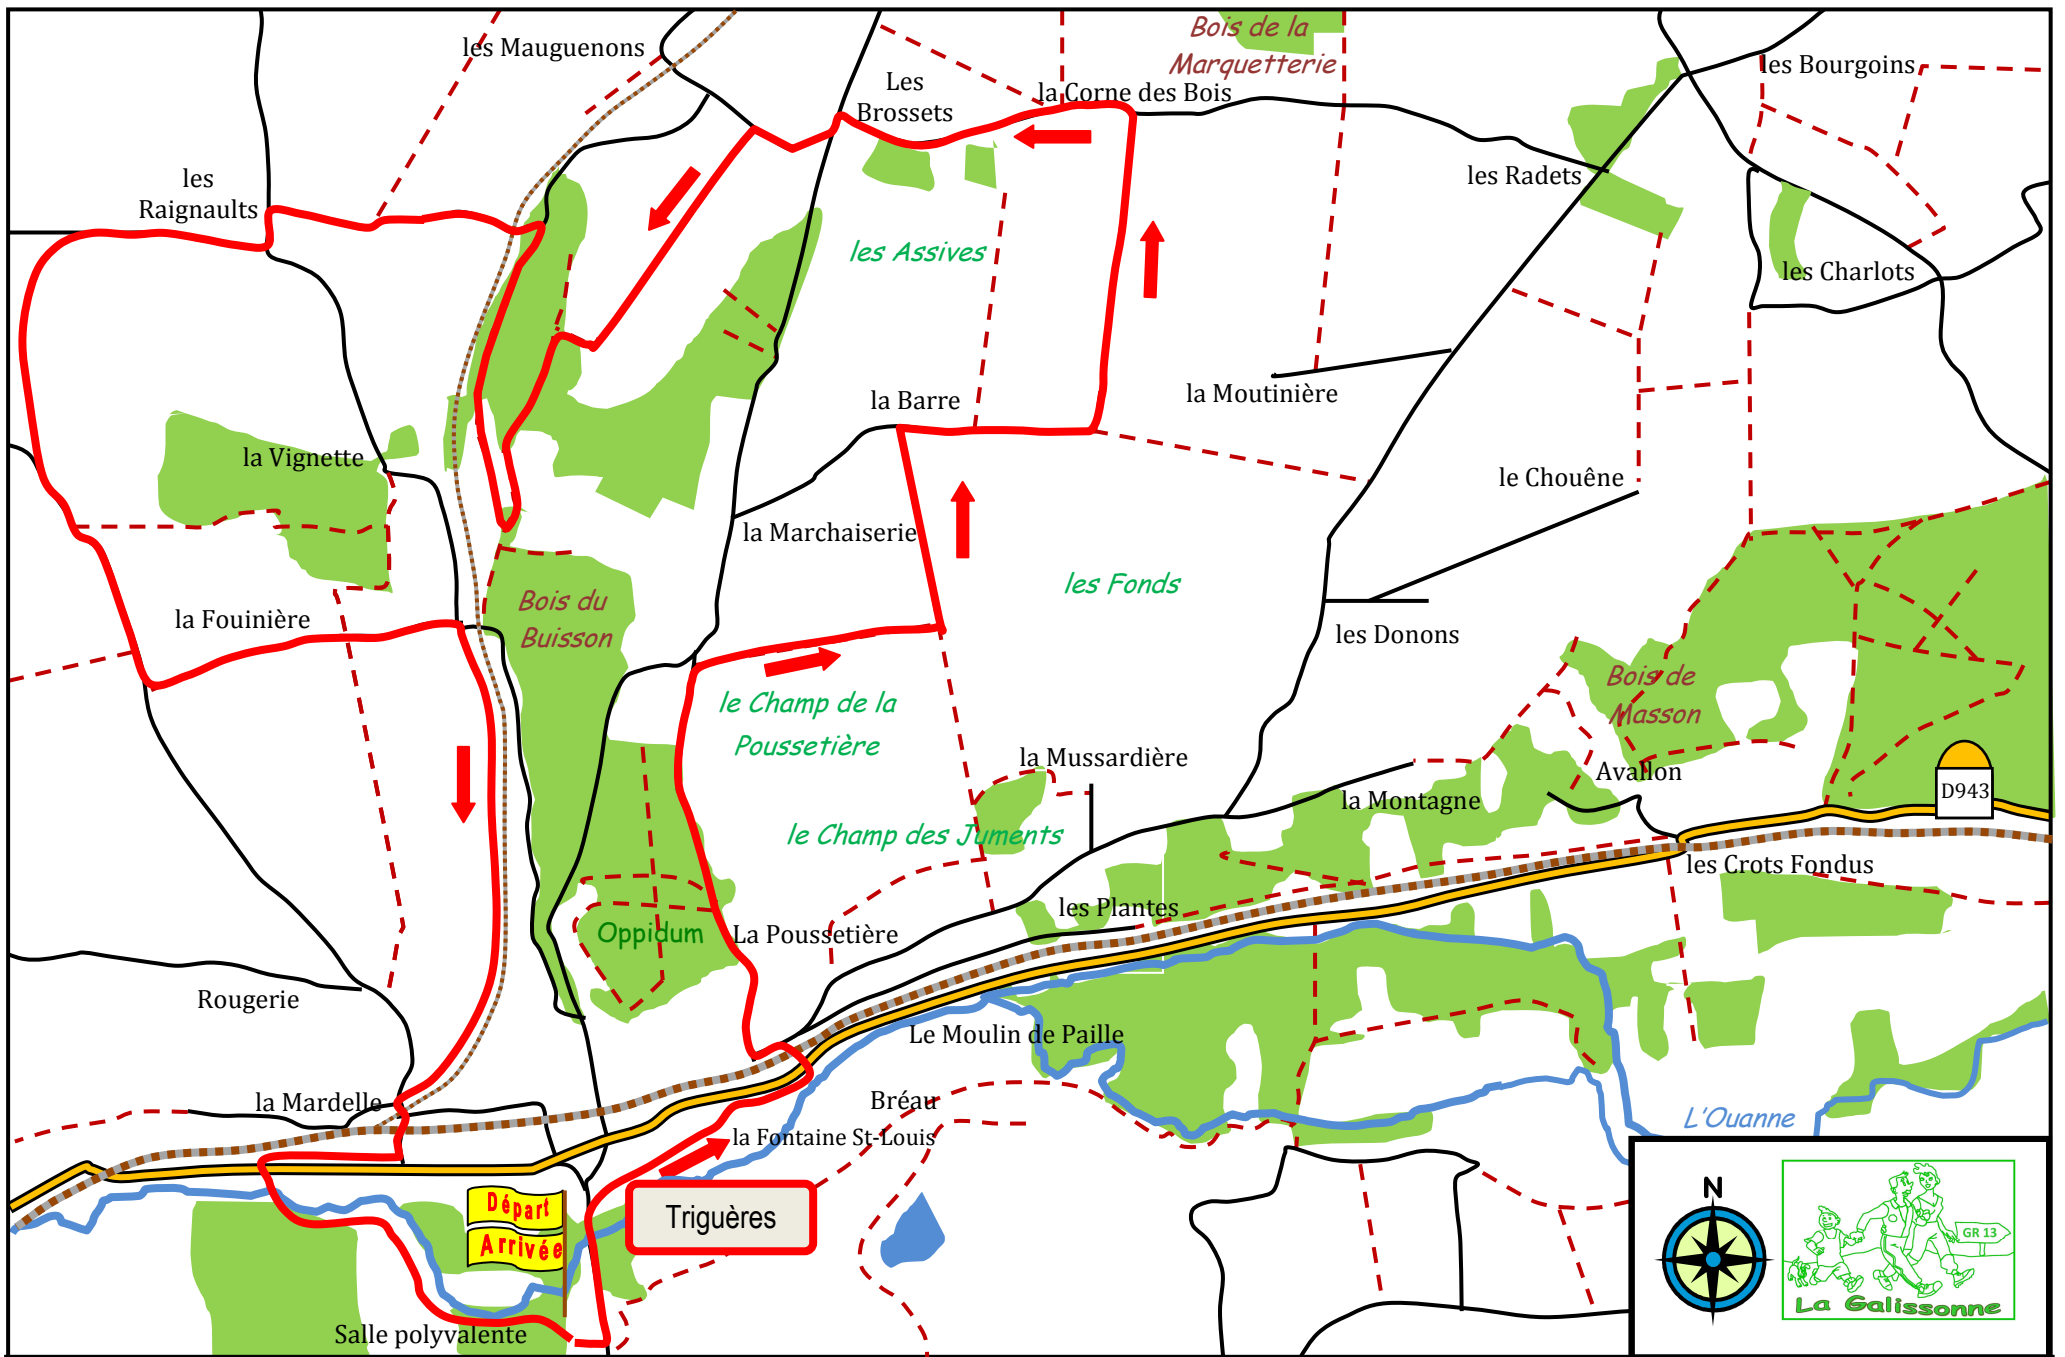 Bois de la
Marquetterie
les Mauguenons
les Bourgoins
Les
Brossets
la Corne des Bois
les
Raignaults
les Radets
les Assives
les Charlots
la Barre
la Moutinière
la Vignette
le Chouêne
la Marchaiserie
les Fonds
Bois du
Buisson
la Fouinière
les Donons
Bois de
Masson
le Champ de la
Poussetière
la Mussardière
Avallon
la Montagne
D943
le Champ des Juments
les Crots Fondus
les Plantes
Oppidum
La Poussetière
Rougerie
Le Moulin de Paille
la Mardelle
Bréau
L'Ouanne
la Fontaine St-Louis
Départ
Arrivée
Triguères
N
GR 13
La Galissonne
Salle polyvalente